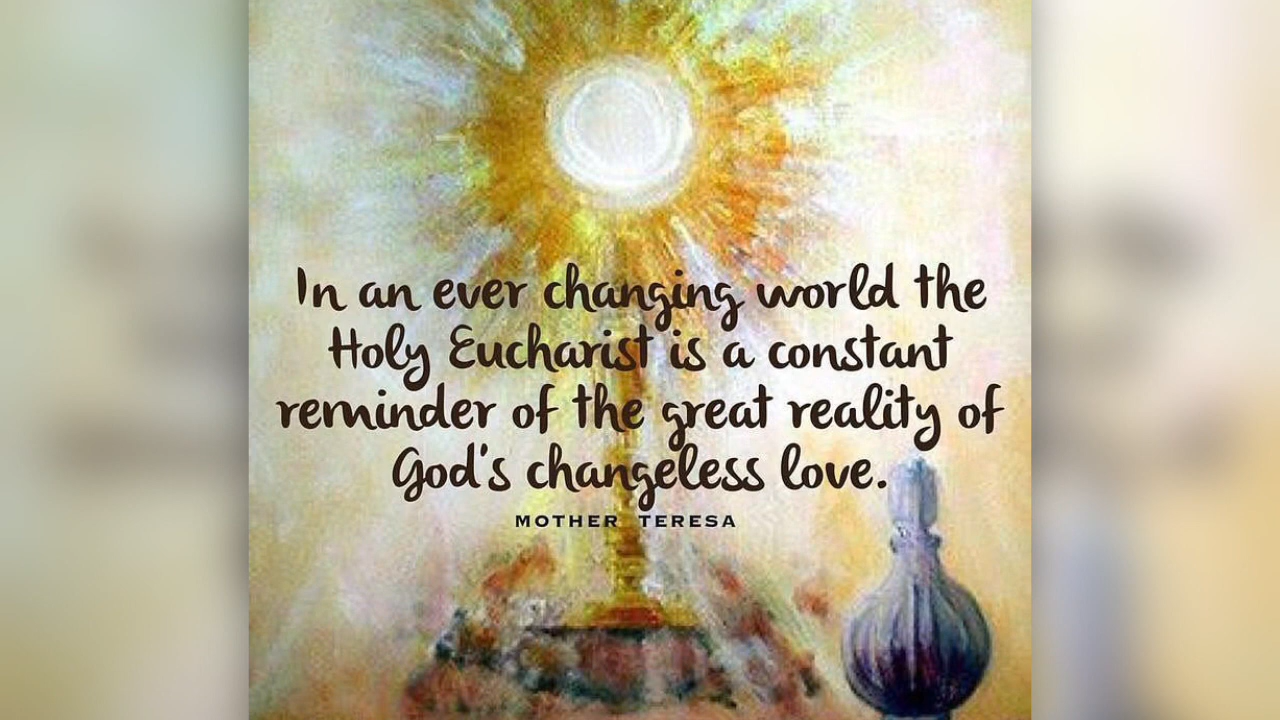 In an ever changing world the
Holy Eucharist is a constant
reminder of the great reality of
God's changeless love.
MOTHER TERESA